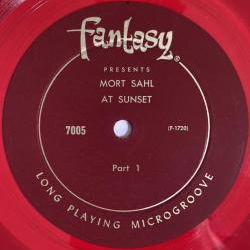 Fantasy®
PRESENTS
MORT SAHL
AT SUNSET
7005 (F-1720)
Part 1
LONG PLAYING MICROGROOVE